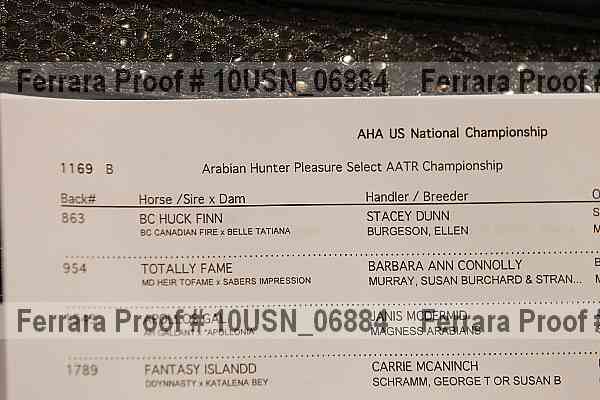 Ferrara Proof # 10USN_06884 Ferrara Proof #
AHA US National Championship
1169 B Arabian Hunter Pleasure Select AATR Championship
Back# Horse /Sire x Dam Handler / Breeder O
863 BC HUCK FINN STACEY DUNN S
BC CANADIAN FIRE x BELLE TATIANA BURGESON, ELLEN M
954 TOTALLY FAME BARBARA ANN CONNOLLY B
MD HEIR TOFAME x SABERS IMPRESSION MURRAY, SUSAN BURCHARD & STRAN... M
JANIS MCDERMID
Ferrara Proof # 10USN_06884 Ferrara Proof #
MAGNESS ARABIANS
1789 FANTASY ISLANDD CARRIE MCANINCH
DDYNNASTY x KATALENA BEY SCHRAMM, GEORGE T OR SUSAN B